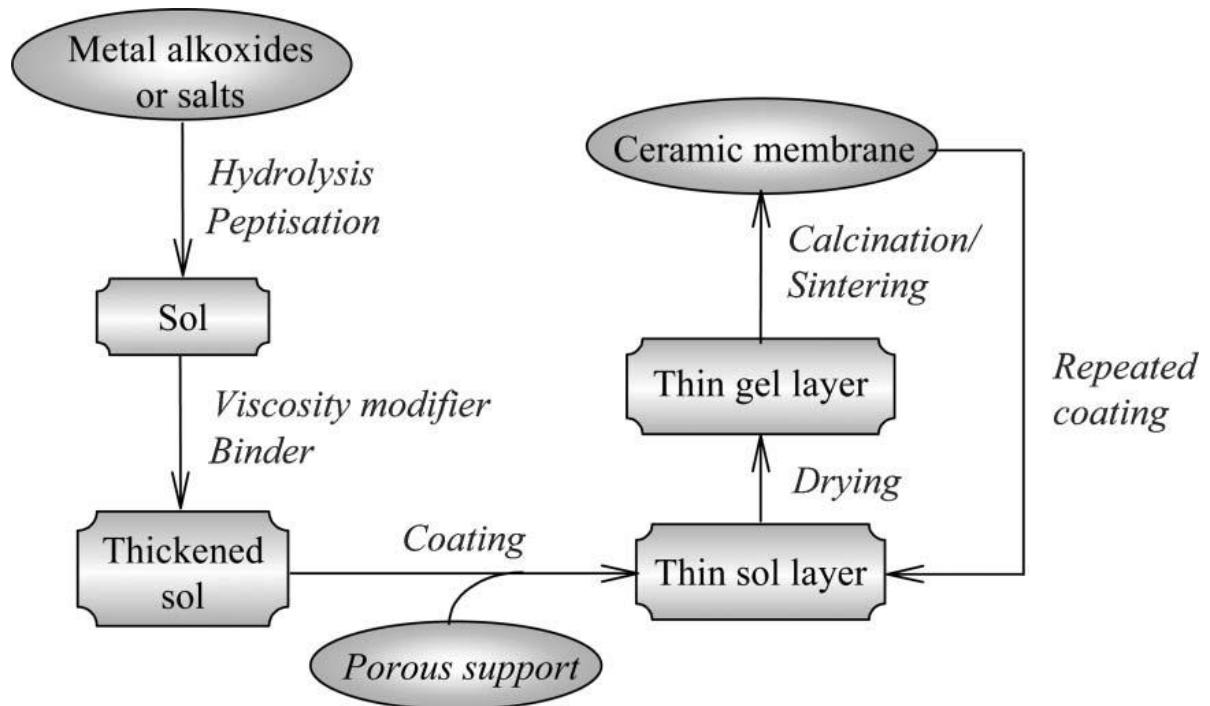 Metal alkoxides
or salts
Hydrolysis
Peptisation
Sol
Viscosity modifier
Binder
Thickened
sol
Coating
Porous support
Thin sol layer
Drying
Thin gel layer
Calcination/
Sintering
Ceramic membrane
Repeated
coating